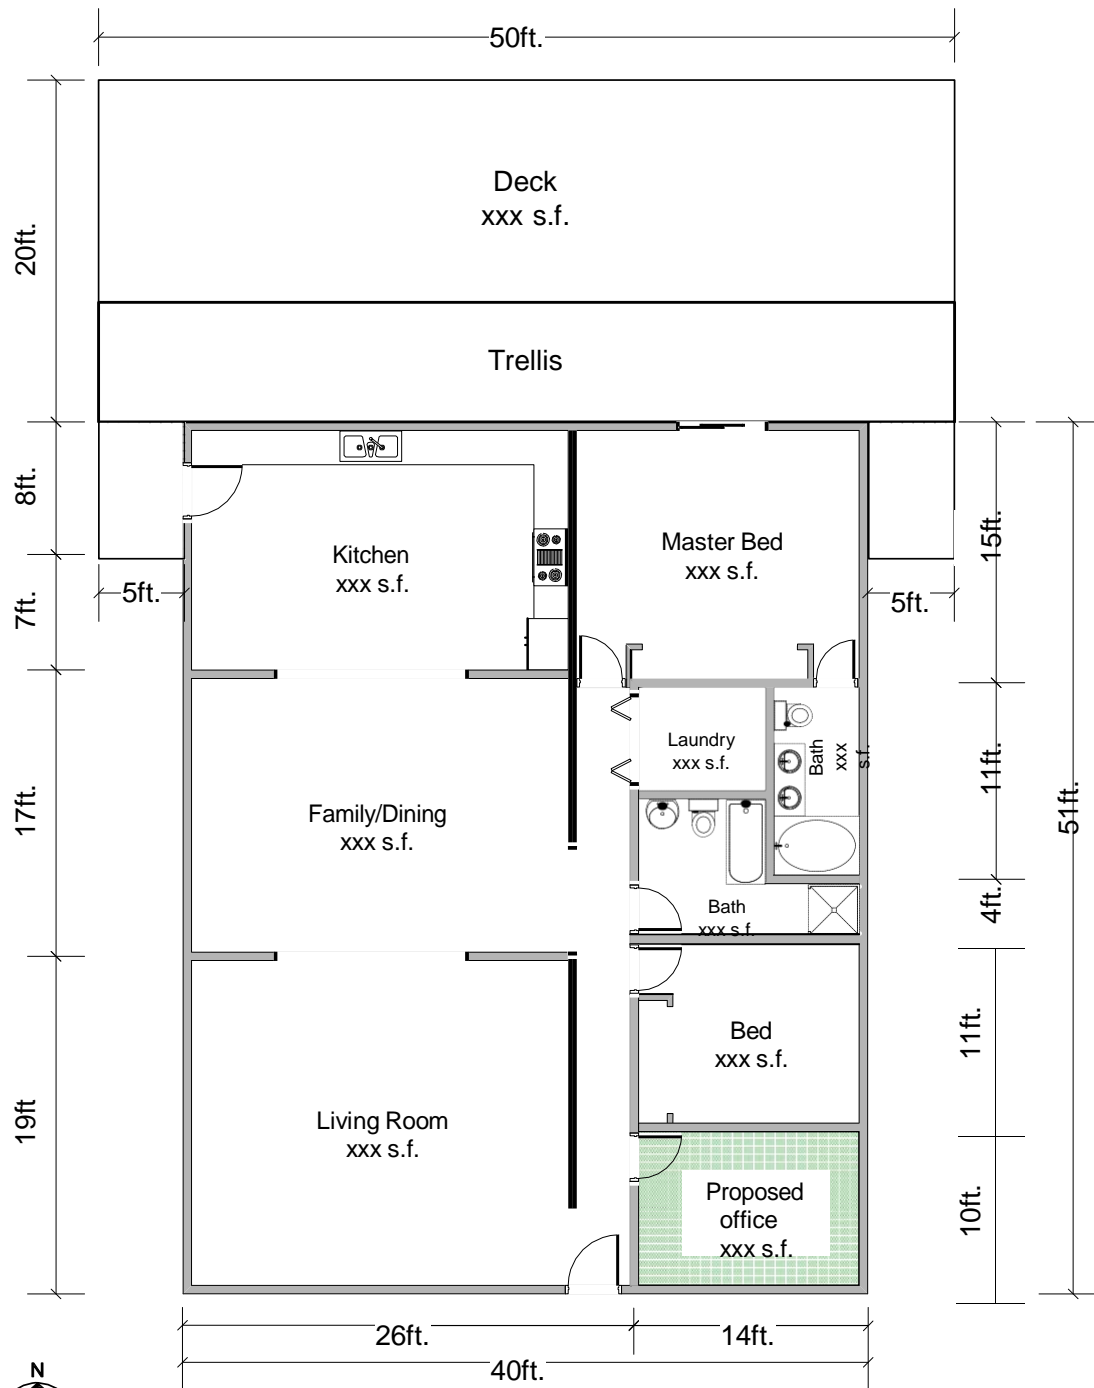 50ft.
20ft.
Deck
xxx s.f.
Trellis
8ft.
7ft.
5ft.
Kitchen
xxx s.f.
Master Bed
xxx s.f.
5ft.
15ft.
51ft.
17ft.
Family/Dining
xxx s.f.
Laundry
xxx s.f.
Bath
xxx
s.f.
11ft.
Bath
xxx s.f.
4ft.
19ft
Living Room
xxx s.f.
Bed
xxx s.f.
11ft.
Proposed
office
xxx s.f.
10ft.
26ft.
14ft.
40ft.
N